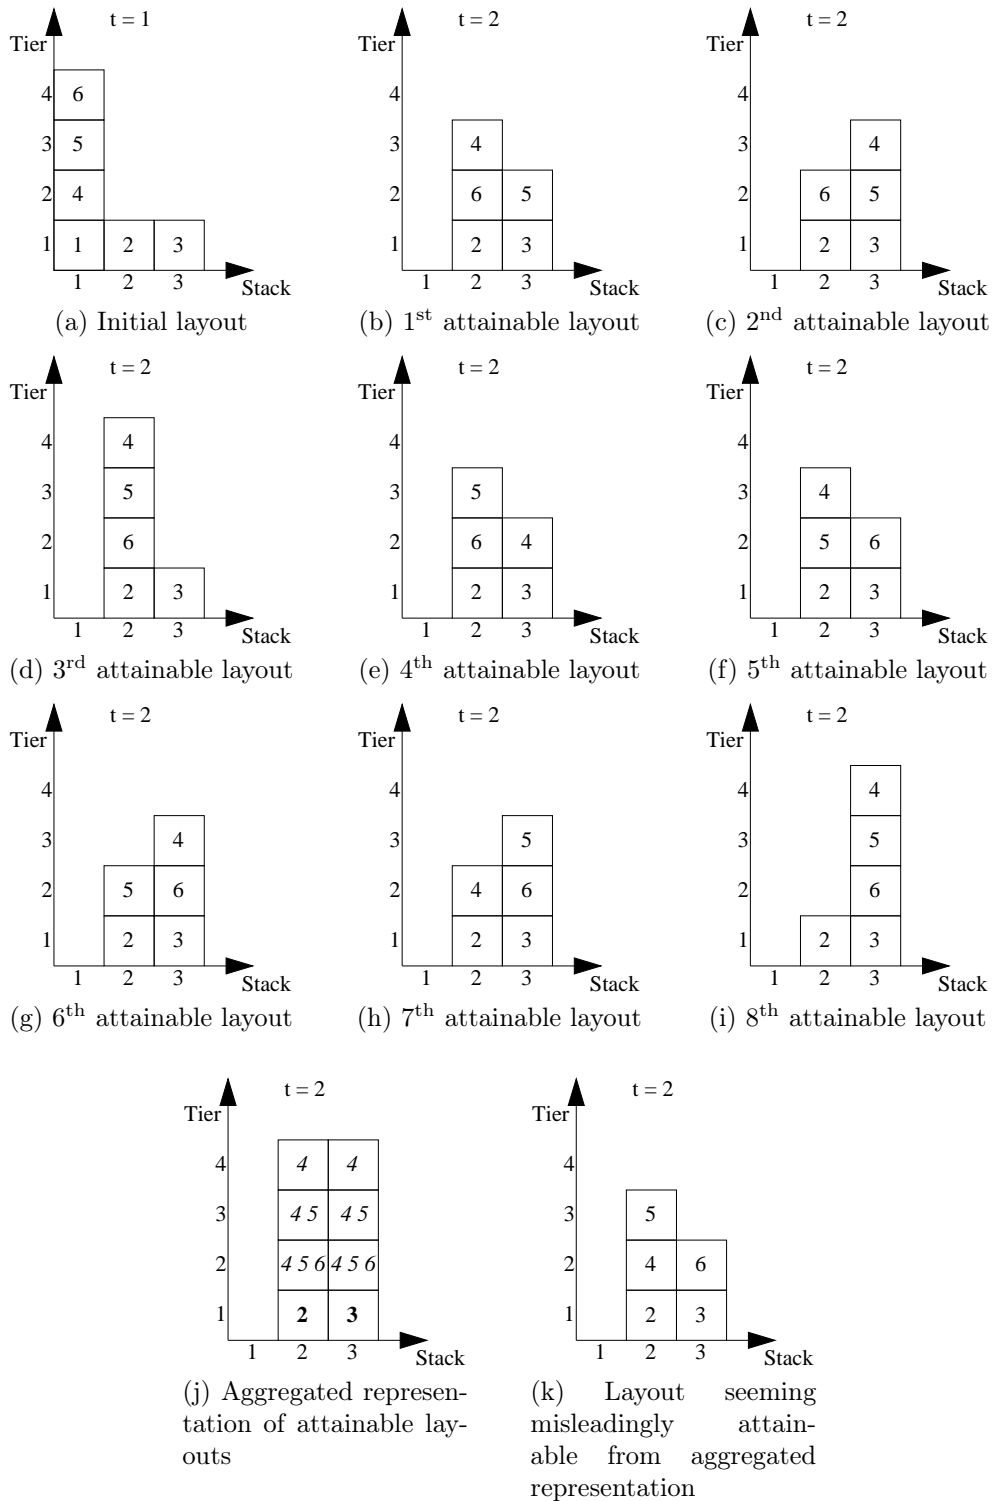 t = 1 t = 2 t = 2
Tier Tier Tier
4 6 4 4
3 5 3 4 3 4
2 4 2 6 5 2 6 5
1 1 2 3 1 2 3 1 2 3
1 2 3 1 2 3 1 2 3
Stack Stack Stack
(a) Initial layout (b) 1st attainable layout (c) 2nd attainable layout
t = 2 t = 2 t = 2
Tier Tier Tier
4 4 4 4
3 5 3 5 3 4
2 6 2 6 4 2 5 6
1 2 3 1 2 3 1 2 3
1 2 3 1 2 3 1 2 3
Stack Stack Stack
(d) 3rd attainable layout (e) 4th attainable layout (f) 5th attainable layout
t = 2 t = 2 t = 2
Tier Tier Tier
4 4 4 4
3 4 3 5 3 5
2 5 6 2 4 6 2 6
1 2 3 1 2 3 1 2 3
1 2 3 1 2 3 1 2 3
Stack Stack Stack
(g) 6th attainable layout (h) 7th attainable layout (i) 8th attainable layout
t = 2 t = 2
Tier Tier
4 4 4 4
3 4 5 4 5 3 5
2 4 5 6 4 5 6 2 4 6
1 2 3 1 2 3
1 2 3 1 2 3
Stack Stack
(j) Aggregated represen-
tation of attainable lay-
outs
(k) Layout seeming
misleadingly attain-
able from aggregated
representation